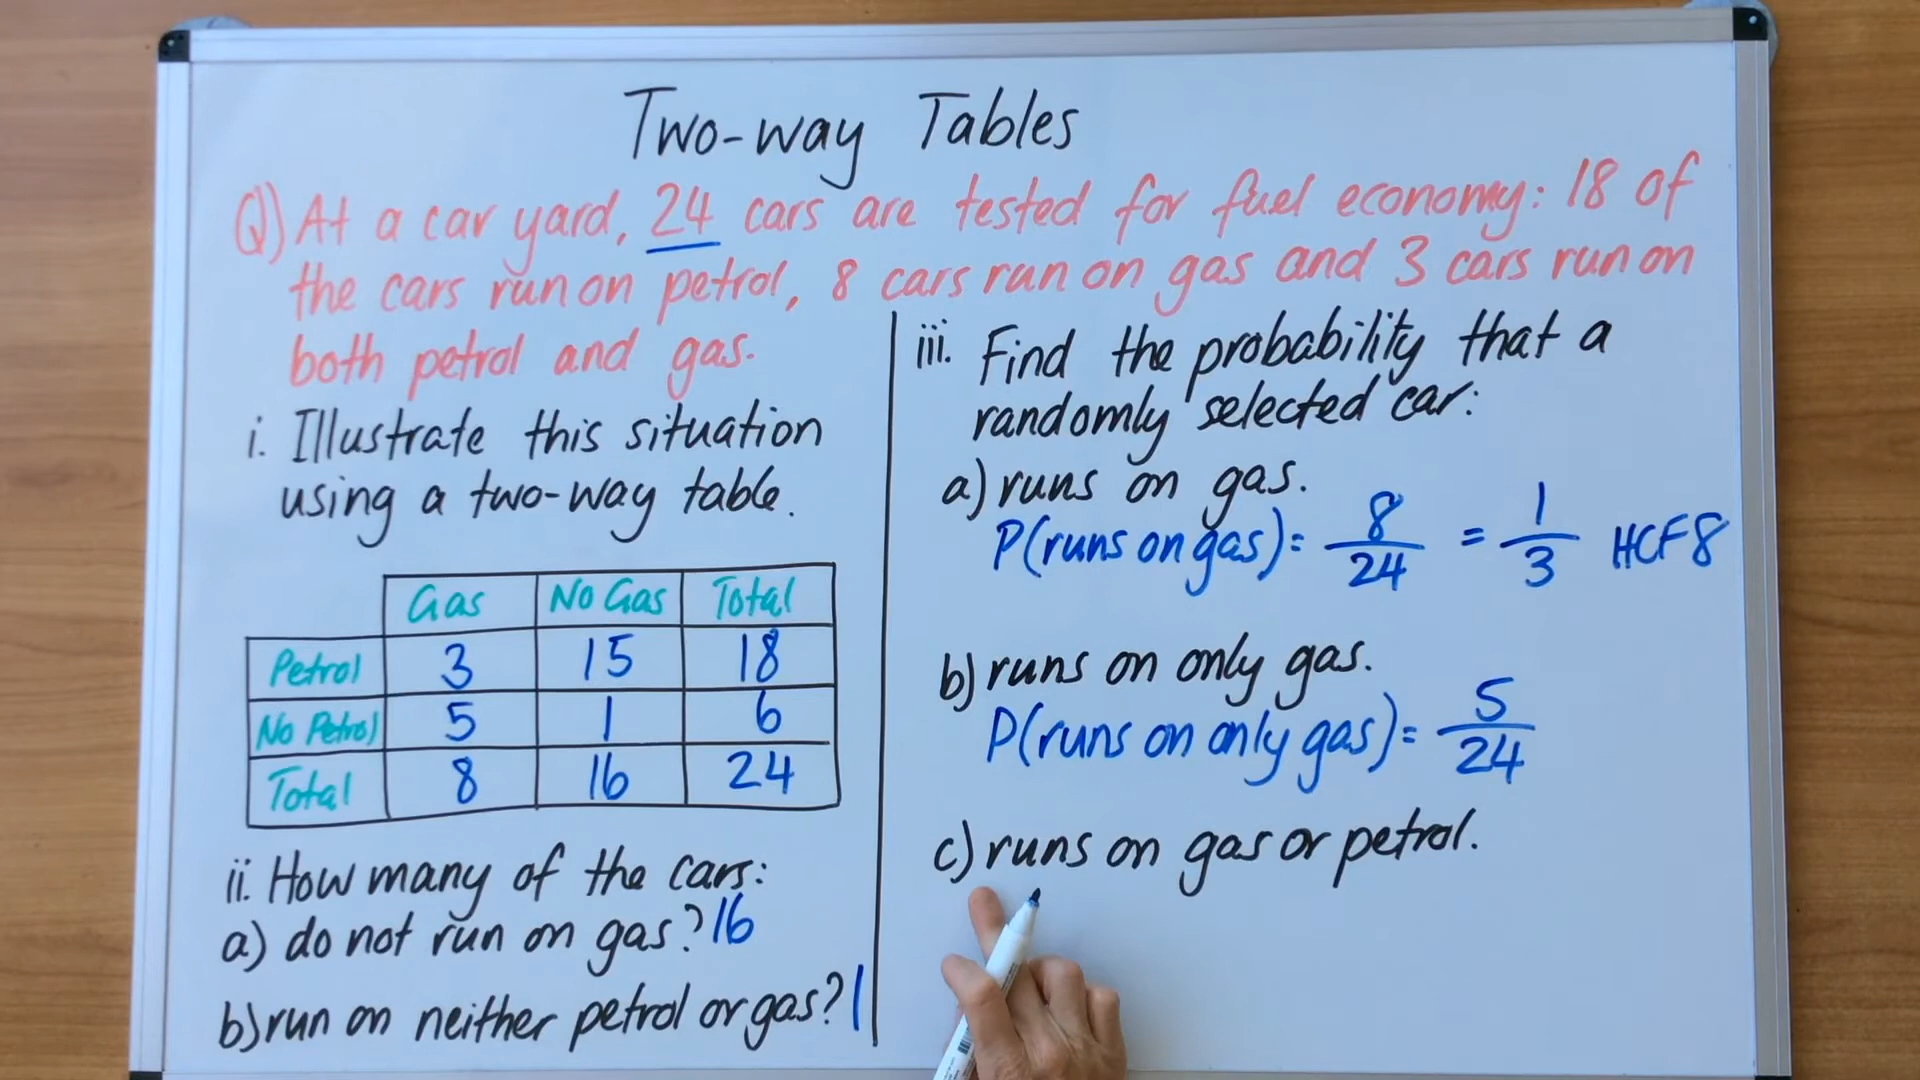 Two-way Tables
Q) At a car yard, 24 cars are tested for fuel economy: 18 of
the cars run on petrol, 8 cars run on gas and 3 cars run on
both petrol and gas.
i. Illustrate this situation
using a two-way table.
Gas No Gas Total
Petrol 3 15 18
No Petrol 5 1 6
Total 8 16 24
ii. How many of the cars:
a) do not run on gas? 16
b) run on neither petrol or gas? 1
iii. Find the probability that a
randomly selected car:
a) runs on gas.
P(runs on gas) = 8/24 = 1/3 HCF 8
b) runs on only gas.
P(runs on only gas) = 5/24
c) runs on gas or petrol.